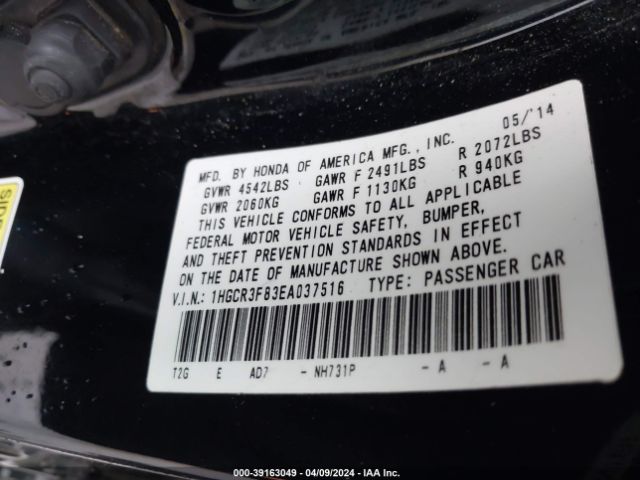 MFD. BY HONDA OF AMERICA MFG., INC. 05/'14
GVWR 4542LBS GAWR F 2491LBS R 2072LBS
GVWR 2060KG GAWR F 1130KG R 940KG
THIS VEHICLE CONFORMS TO ALL APPLICABLE
FEDERAL MOTOR VEHICLE SAFETY, BUMPER,
AND THEFT PREVENTION STANDARDS IN EFFECT
ON THE DATE OF MANUFACTURE SHOWN ABOVE.
V.I.N.: 1HGCR3F83EA037516 TYPE: PASSENGER CAR
T2G E AD7 - NH731P - A - A
SIDE
000-39163049 - 04/09/2024 - IAA Inc.